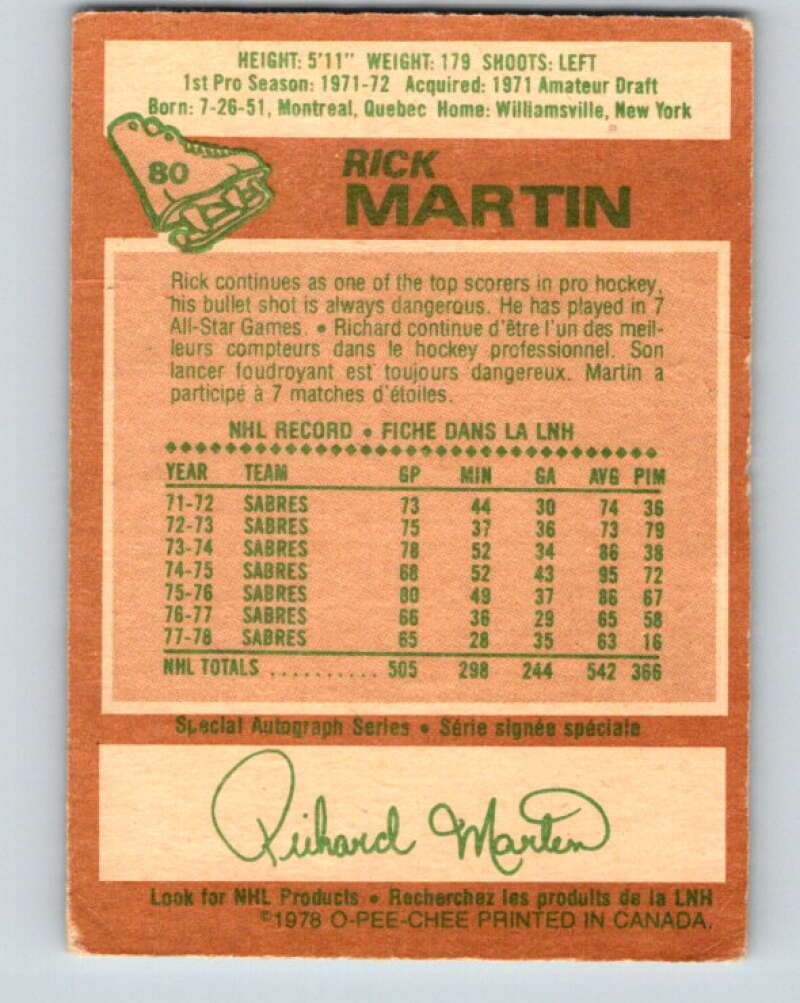 HEIGHT: 5'11" WEIGHT: 179 SHOOTS: LEFT
1st Pro Season: 1971-72 Acquired: 1971 Amateur Draft
Born: 7-26-51, Montreal, Quebec Home: Williamsville, New York
80
RICK
MARTIN
Rick continues as one of the top scorers in pro hockey,
his bullet shot is always dangerous. He has played in 7
All-Star Games. • Richard continue d'être l'un des meil-
leurs compteurs dans le hockey professionnel. Son
lancer foudroyant est toujours dangereux. Martin a
participé à 7 matches d'étoiles.
NHL RECORD • FICHE DANS LA LNH
YEAR TEAM GP MIN GA AVG PIM
71-72 SABRES 73 44 30 74 36
72-73 SABRES 75 37 36 73 79
73-74 SABRES 78 52 34 86 38
74-75 SABRES 68 52 43 95 72
75-76 SABRES 80 49 37 86 67
76-77 SABRES 66 36 29 65 58
77-78 SABRES 65 28 35 63 16
NHL TOTALS .......... 505 298 244 542 366
Special Autograph Series • Série signée spéciale
Richard Martin
Look for NHL Products • Recherchez les produits de la LNH
©1978 O-PEE-CHEE PRINTED IN CANADA.